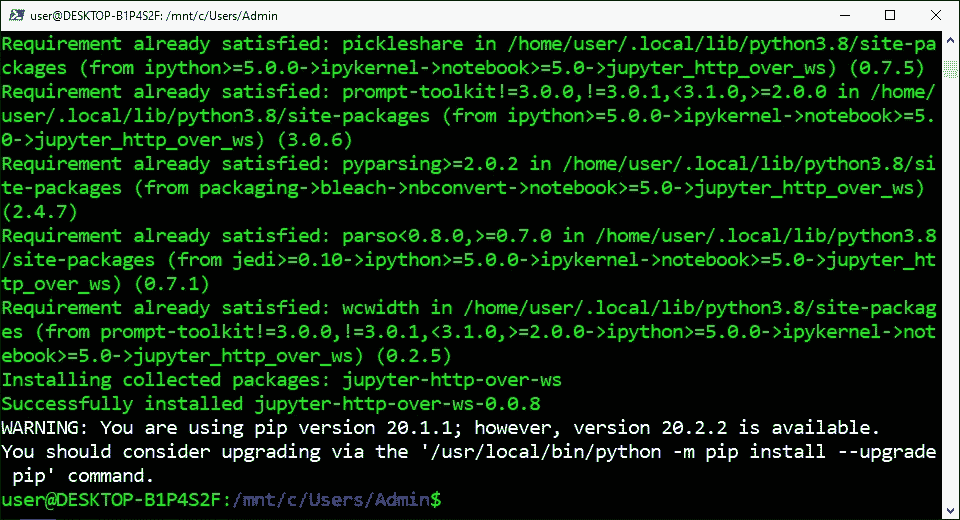 user@DESKTOP-B1P4S2F: /mnt/c/Users/Admin
Requirement already satisfied: pickleshare in /home/user/.local/lib/python3.8/site-pa
ckages (from ipython>=5.0.0->ipykernel->notebook>=5.0->jupyter_http_over_ws) (0.7.5)
Requirement already satisfied: prompt-toolkit!=3.0.0,!=3.0.1,<3.1.0,>=2.0.0 in /home/
user/.local/lib/python3.8/site-packages (from ipython>=5.0.0->ipykernel->notebook>=5.
0->jupyter_http_over_ws) (3.0.6)
Requirement already satisfied: pyparsing>=2.0.2 in /home/user/.local/lib/python3.8/si
te-packages (from packaging->bleach->nbconvert->notebook>=5.0->jupyter_http_over_ws)
(2.4.7)
Requirement already satisfied: parso<0.8.0,>=0.7.0 in /home/user/.local/lib/python3.8
/site-packages (from jedi>=0.10->ipython>=5.0.0->ipykernel->notebook>=5.0->jupyter_ht
tp_over_ws) (0.7.1)
Requirement already satisfied: wcwidth in /home/user/.local/lib/python3.8/site-packag
es (from prompt-toolkit!=3.0.0,!=3.0.1,<3.1.0,>=2.0.0->ipython>=5.0.0->ipykernel->not
ebook>=5.0->jupyter_http_over_ws) (0.2.5)
Installing collected packages: jupyter-http-over-ws
Successfully installed jupyter-http-over-ws-0.0.8
WARNING: You are using pip version 20.1.1; however, version 20.2.2 is available.
You should consider upgrading via the '/usr/local/bin/python -m pip install --upgrade
 pip' command.
user@DESKTOP-B1P4S2F:/mnt/c/Users/Admin$